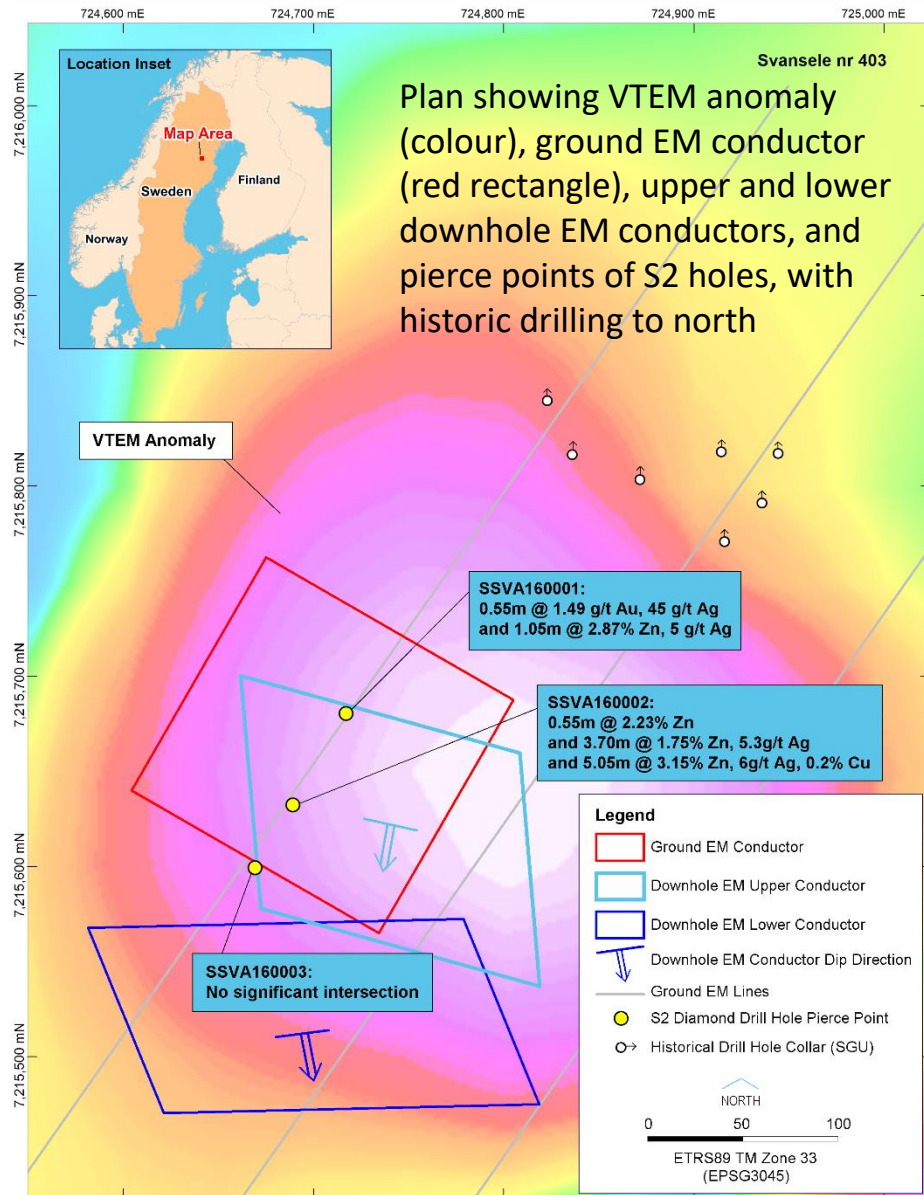 724,600 mE
724,700 mE
724,800 mE
724,900 mE
725,000 mE
7,216,000 mN
7,215,900 mN
7,215,800 mN
7,215,700 mN
7,215,600 mN
7,215,500 mN
Location Inset
Map Area
Sweden
Finland
Norway
Svansele nr 403
Plan showing VTEM anomaly
(colour), ground EM conductor
(red rectangle), upper and lower
downhole EM conductors, and
pierce points of S2 holes, with
historic drilling to north
VTEM Anomaly
SSVA160001:
0.55m @ 1.49 g/t Au, 45 g/t Ag
and 1.05m @ 2.87% Zn, 5 g/t Ag
SSVA160002:
0.55m @ 2.23% Zn
and 3.70m @ 1.75% Zn, 5.3g/t Ag
and 5.05m @ 3.15% Zn, 6g/t Ag, 0.2% Cu
SSVA160003:
No significant intersection
Legend
Ground EM Conductor
Downhole EM Upper Conductor
Downhole EM Lower Conductor
Downhole EM Conductor Dip Direction
Ground EM Lines
S2 Diamond Drill Hole Pierce Point
Historical Drill Hole Collar (SGU)
NORTH
0 50 100
ETRS89 TM Zone 33
(EPSG3045)